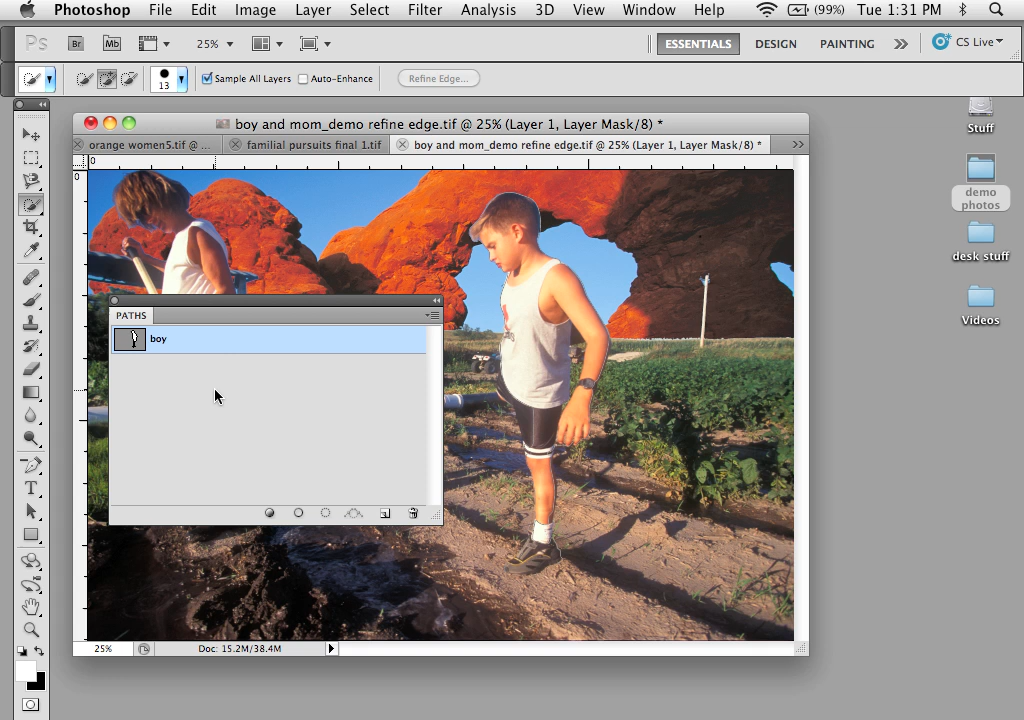 Photoshop File Edit Image Layer Select Filter Analysis 3D View Window Help (99%) Tue 1:31 PM
Ps Br Mb 25% ESSENTIALS DESIGN PAINTING >> CS Live
13 Sample All Layers Auto-Enhance Refine Edge...
boy and mom_demo refine edge.tif @ 25% (Layer 1, Layer Mask/8) *
orange women5.tif @ ... familial pursuits final 1.tif boy and mom_demo refine edge.tif @ 25% (Layer 1, Layer Mask/8) * >>
0
0
PATHS
boy
T
25% Doc: 15.2M/38.4M
Stuff
demo
photos
desk stuff
Videos